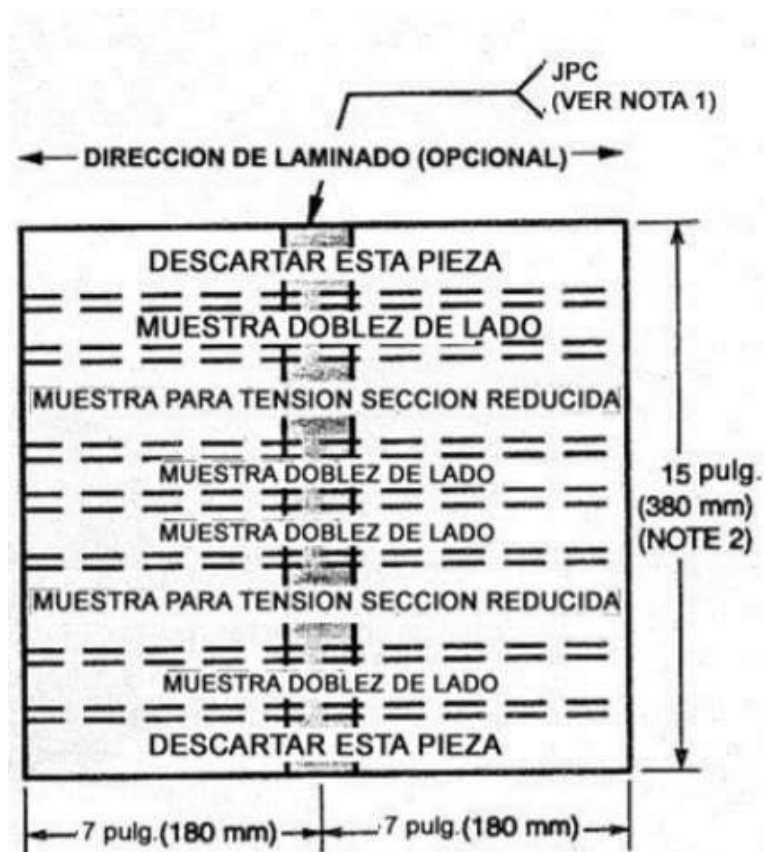 JPC
(VER NOTA 1)
DIRECCION DE LAMINADO (OPCIONAL)
DESCARTAR ESTA PIEZA
MUESTRA DOBLEZ DE LADO
MUESTRA PARA TENSION SECCION REDUCIDA
MUESTRA DOBLEZ DE LADO
MUESTRA DOBLEZ DE LADO
MUESTRA PARA TENSION SECCION REDUCIDA
MUESTRA DOBLEZ DE LADO
DESCARTAR ESTA PIEZA
15 pulg.
(380 mm)
(NOTE 2)
7 pulg.(180 mm)
7 pulg.(180 mm)